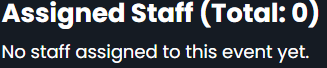 Assigned Staff (Total: 0)
No staff assigned to this event yet.